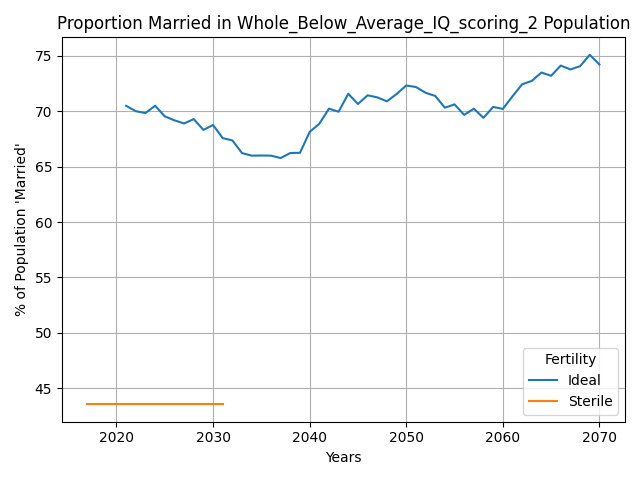 Proportion Married in Whole_Below_Average_IQ_scoring_2 Population
% of Population 'Married'
75
70
65
60
55
50
45
Fertility
Ideal
Sterile
2020 2030 2040 2050 2060 2070
Years